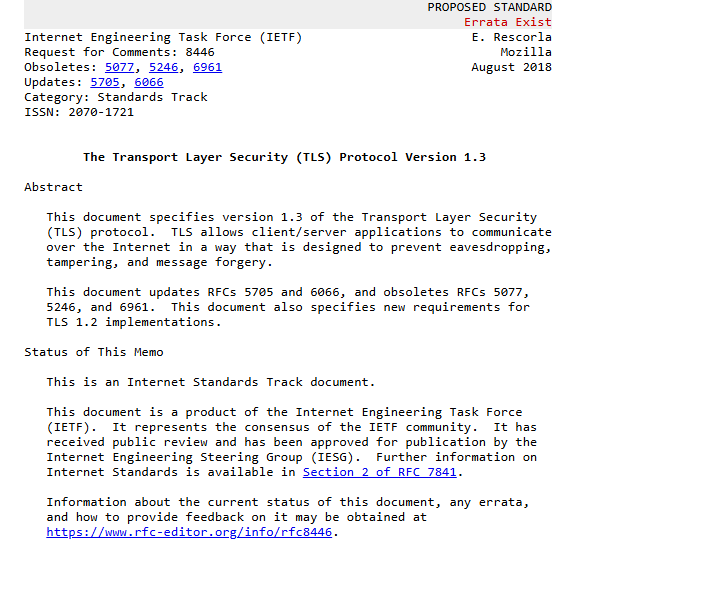 PROPOSED STANDARD
Errata Exist
Internet Engineering Task Force (IETF) E. Rescorla
Request for Comments: 8446 Mozilla
Obsoletes: 5077, 5246, 6961 August 2018
Updates: 5705, 6066
Category: Standards Track
ISSN: 2070-1721
The Transport Layer Security (TLS) Protocol Version 1.3
Abstract
This document specifies version 1.3 of the Transport Layer Security
(TLS) protocol. TLS allows client/server applications to communicate
over the Internet in a way that is designed to prevent eavesdropping,
tampering, and message forgery.
This document updates RFCs 5705 and 6066, and obsoletes RFCs 5077,
5246, and 6961. This document also specifies new requirements for
TLS 1.2 implementations.
Status of This Memo
This is an Internet Standards Track document.
This document is a product of the Internet Engineering Task Force
(IETF). It represents the consensus of the IETF community. It has
received public review and has been approved for publication by the
Internet Engineering Steering Group (IESG). Further information on
Internet Standards is available in Section 2 of RFC 7841.
Information about the current status of this document, any errata,
and how to provide feedback on it may be obtained at
https://www.rfc-editor.org/info/rfc8446.